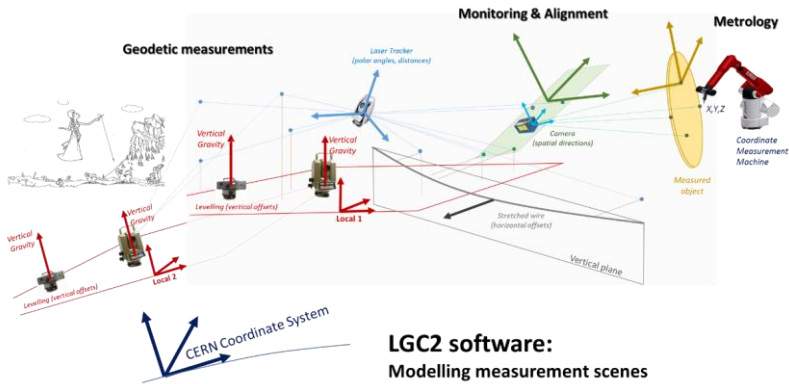 Monitoring & Alignment
Metrology
Geodetic measurements
Laser Tracker
(polar angles, distances)
X,Y,Z
Coordinate
Measurement
Machine
Camera
(spatial directions)
Measured
object
Vertical
Gravity
Vertical
Gravity
Levelling (vertical offsets)
Local 1
Stretched wire
(horizontal offsets)
Vertical plane
Vertical
Gravity
Vertical
Gravity
Local 2
Levelling (vertical offsets)
CERN Coordinate System
LGC2 software:
Modelling measurement scenes